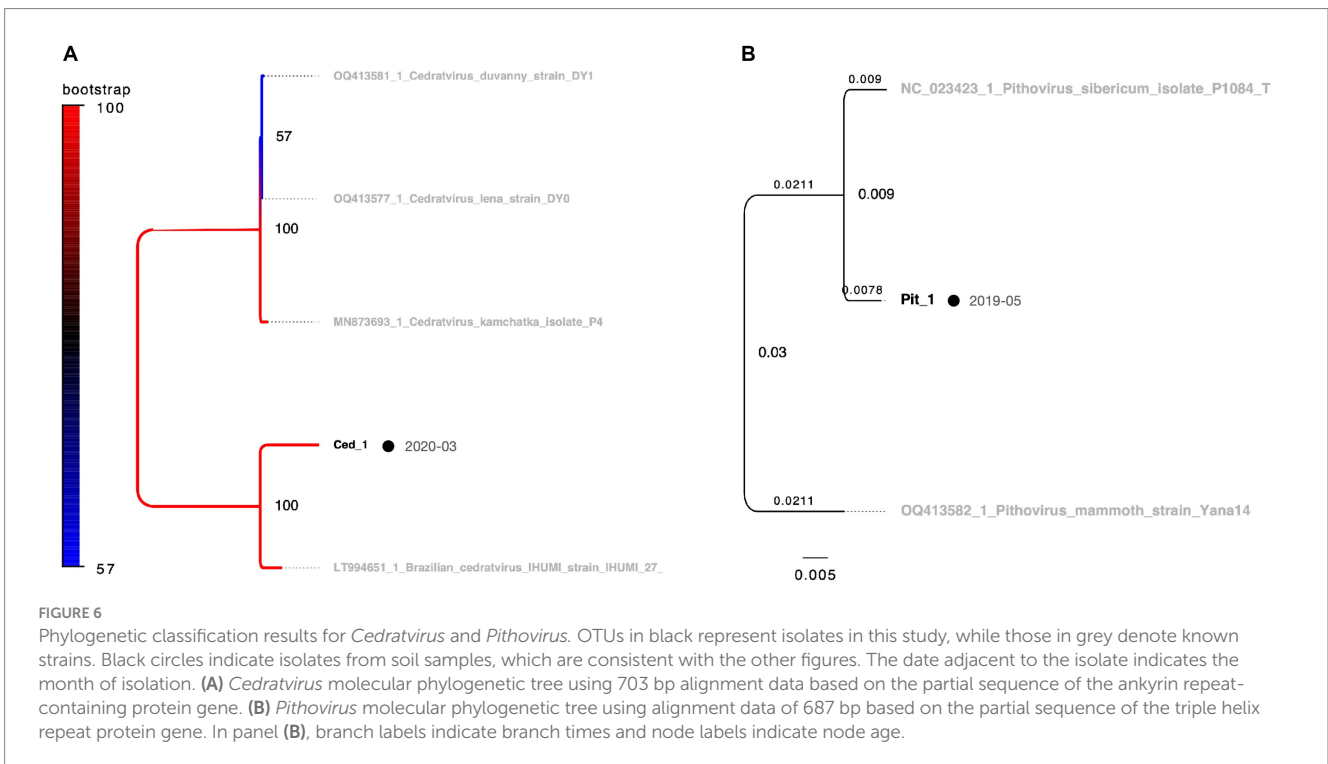 A
bootstrap
100
57
OQ413581_1_Cedratvirus_duvanny_strain_DY1
57
OQ413577_1_Cedratvirus_lena_strain_DY0
100
MN873693_1_Cedratvirus_kamchatka_isolate_P4
Ced_1 2020-03
100
LT994651_1_Brazilian_cedratvirus_IHUMI_strain_IHUMI_27_
B
0.009
NC_023423_1_Pithovirus_sibericum_isolate_P1084_T
0.0211
0.009
0.0078
Pit_1 2019-05
0.03
0.0211
OQ413582_1_Pithovirus_mammoth_strain_Yana14
0.005
FIGURE 6
Phylogenetic classification results for Cedratvirus and Pithovirus. OTUs in black represent isolates in this study, while those in grey denote known
strains. Black circles indicate isolates from soil samples, which are consistent with the other figures. The date adjacent to the isolate indicates the
month of isolation. (A) Cedratvirus molecular phylogenetic tree using 703 bp alignment data based on the partial sequence of the ankyrin repeat-
containing protein gene. (B) Pithovirus molecular phylogenetic tree using alignment data of 687 bp based on the partial sequence of the triple helix
repeat protein gene. In panel (B), branch labels indicate branch times and node labels indicate node age.